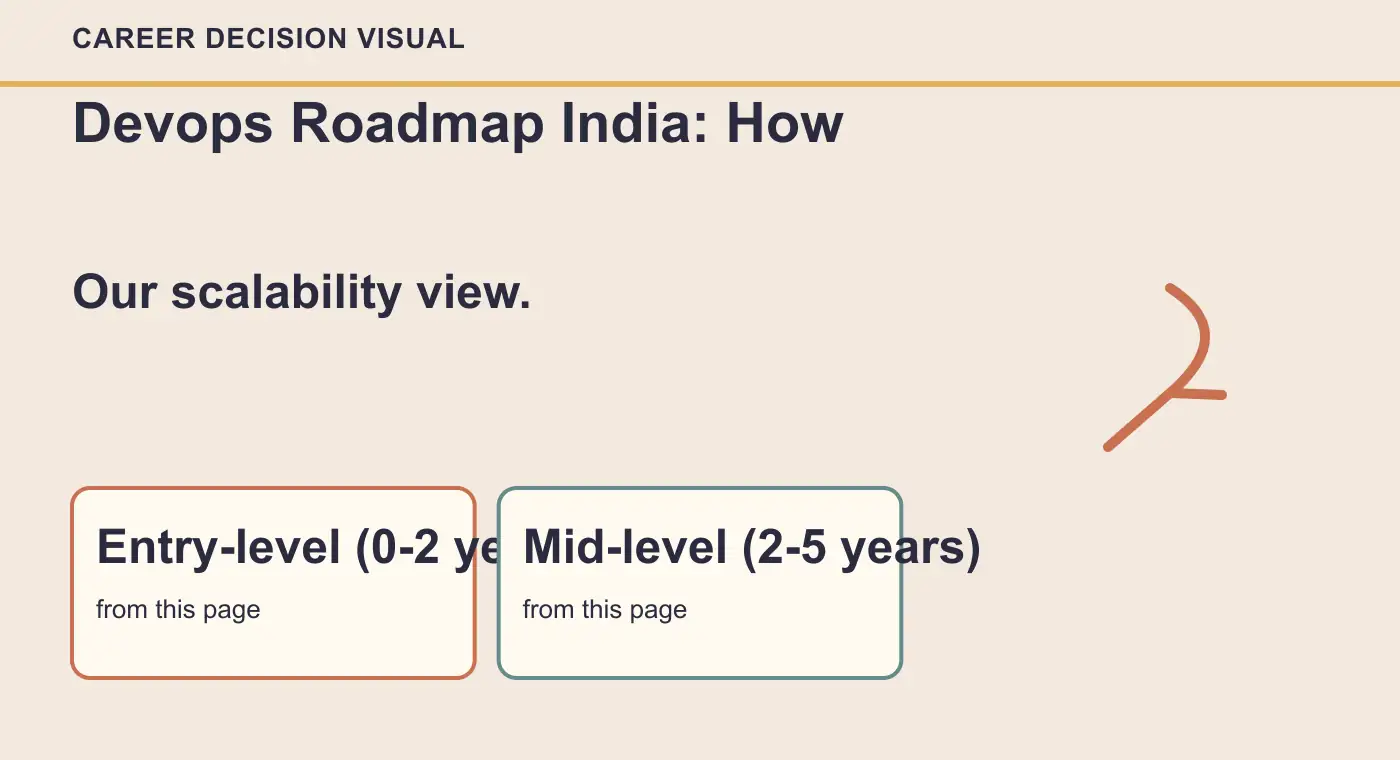 CAREER DECISION VISUAL
Devops Roadmap India: How
Our scalability view.
Entry-level (0-2 ye
Mid-level (2-5 years)
from this page
from this page